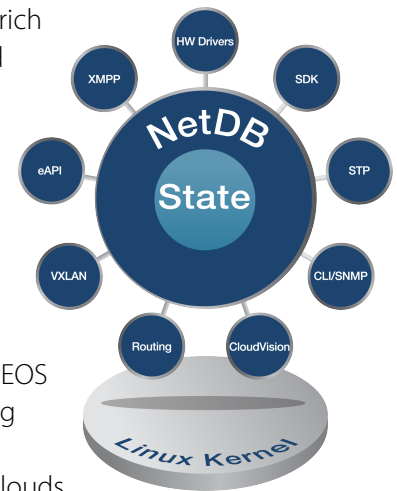 rich
HW Drivers
XMPP
SDK
NetDB
eAPI
STP
State
VXLAN
CLI/SNMP
Routing
CloudVision
EOS
g
Linux Kernel
louds